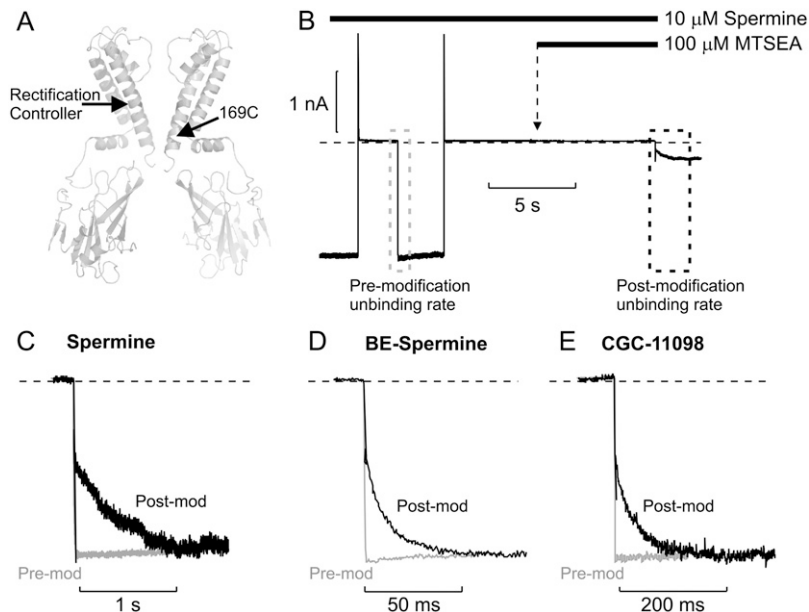 A
Rectification
Controller
169C
B
10 μM Spermine
100 μM MTSEA
1 nA
5 s
Pre-modification
unbinding rate
Post-modification
unbinding rate
C Spermine
Post-mod
Pre-mod
1 s
D BE-Spermine
Post-mod
Pre-mod
50 ms
E CGC-11098
Post-mod
Pre-mod
200 ms